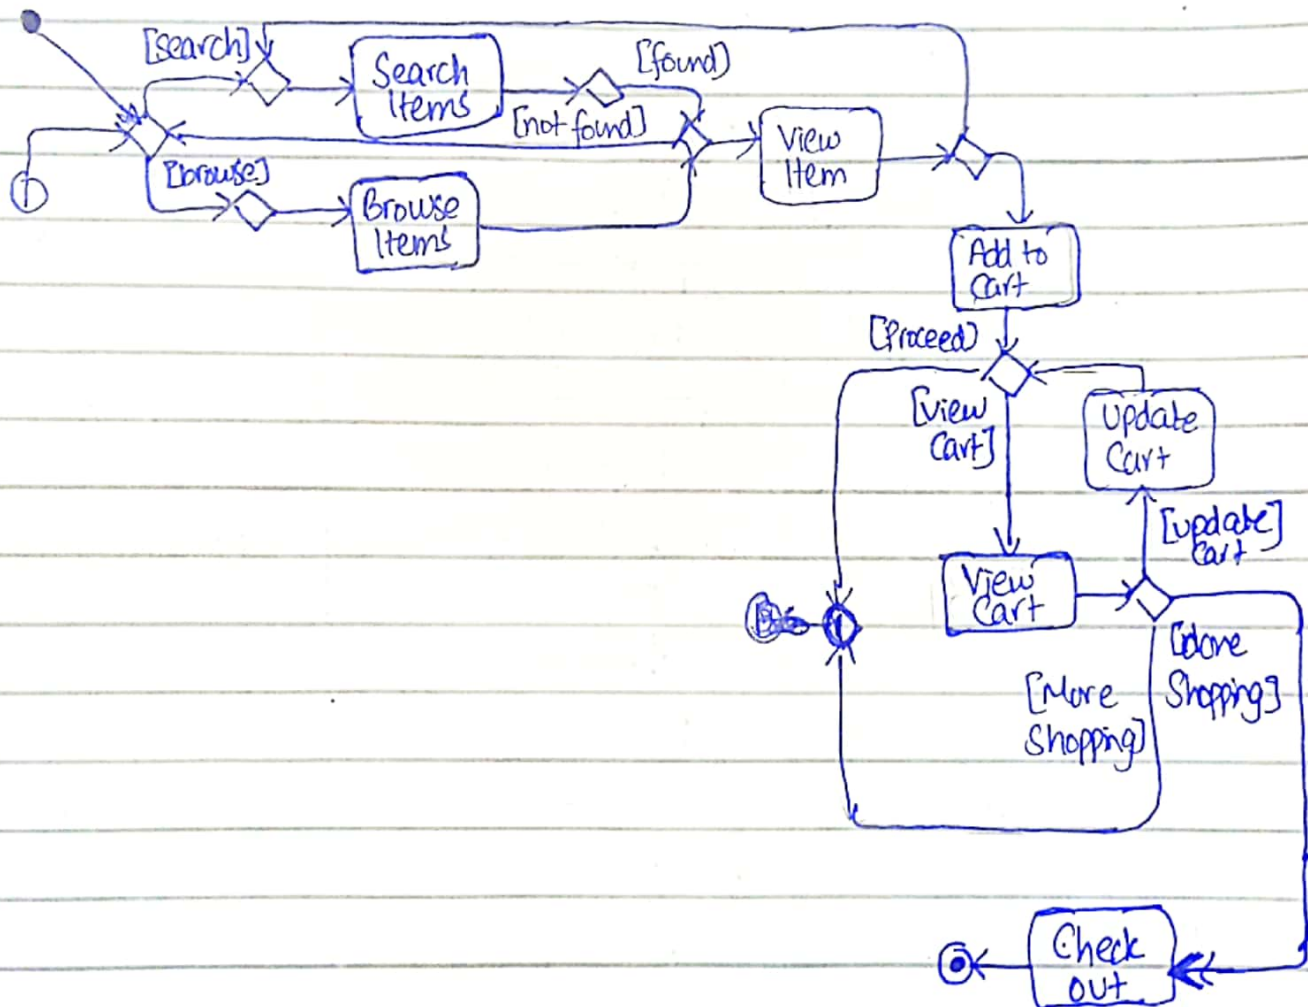 [search]
Search
Items
[found)
[not found]
View
Item
[browse]
Browse
Items
Add to
Cart
[Proceed)
[View
Cart]
Update
Cart
[update]
Cart
View
Cart
[done
Shopping]
[More
Shopping]
Check
out